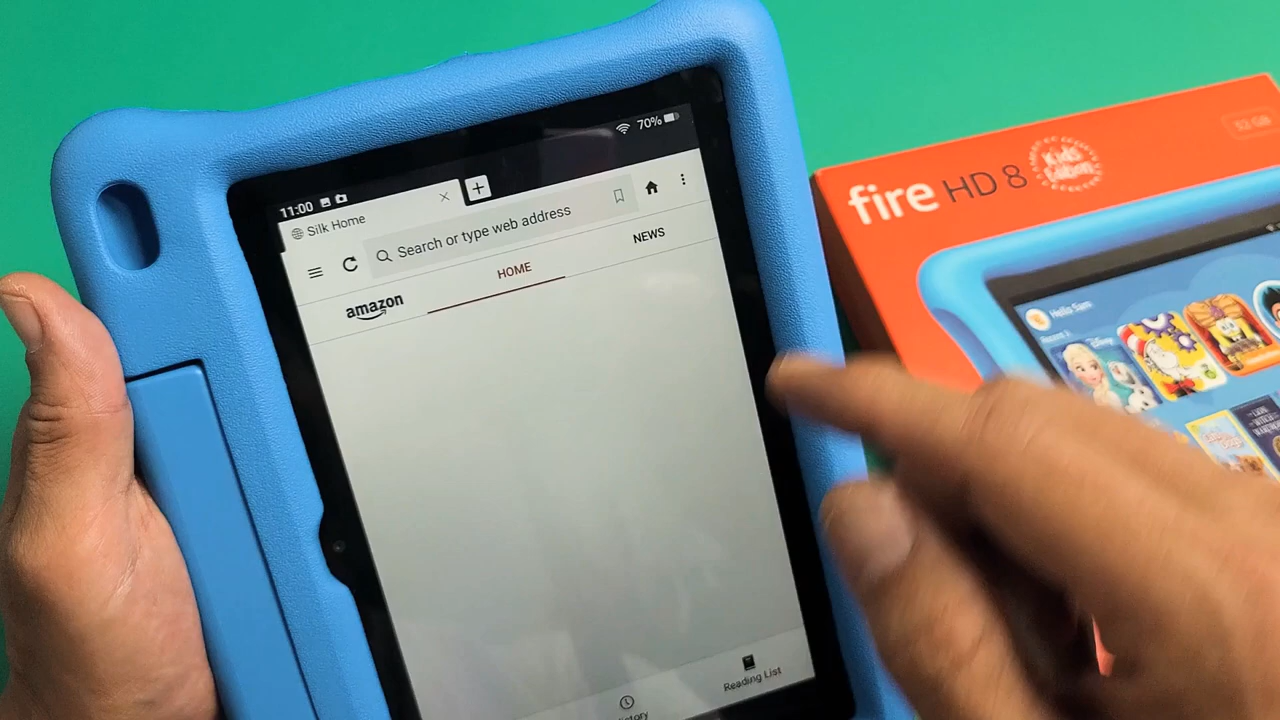 11:00
70%
Silk Home
Search or type web address
amazon
HOME
NEWS
Reading List
fire HD 8
Kids Edition
32 GB
Hello Sam
Disney